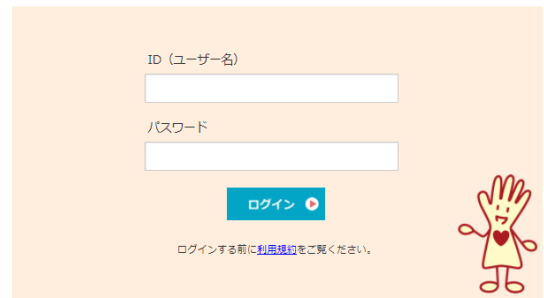 ID（ユーザー名）
パスワード
ログイン
ログインする前に利用規約をご覧ください。